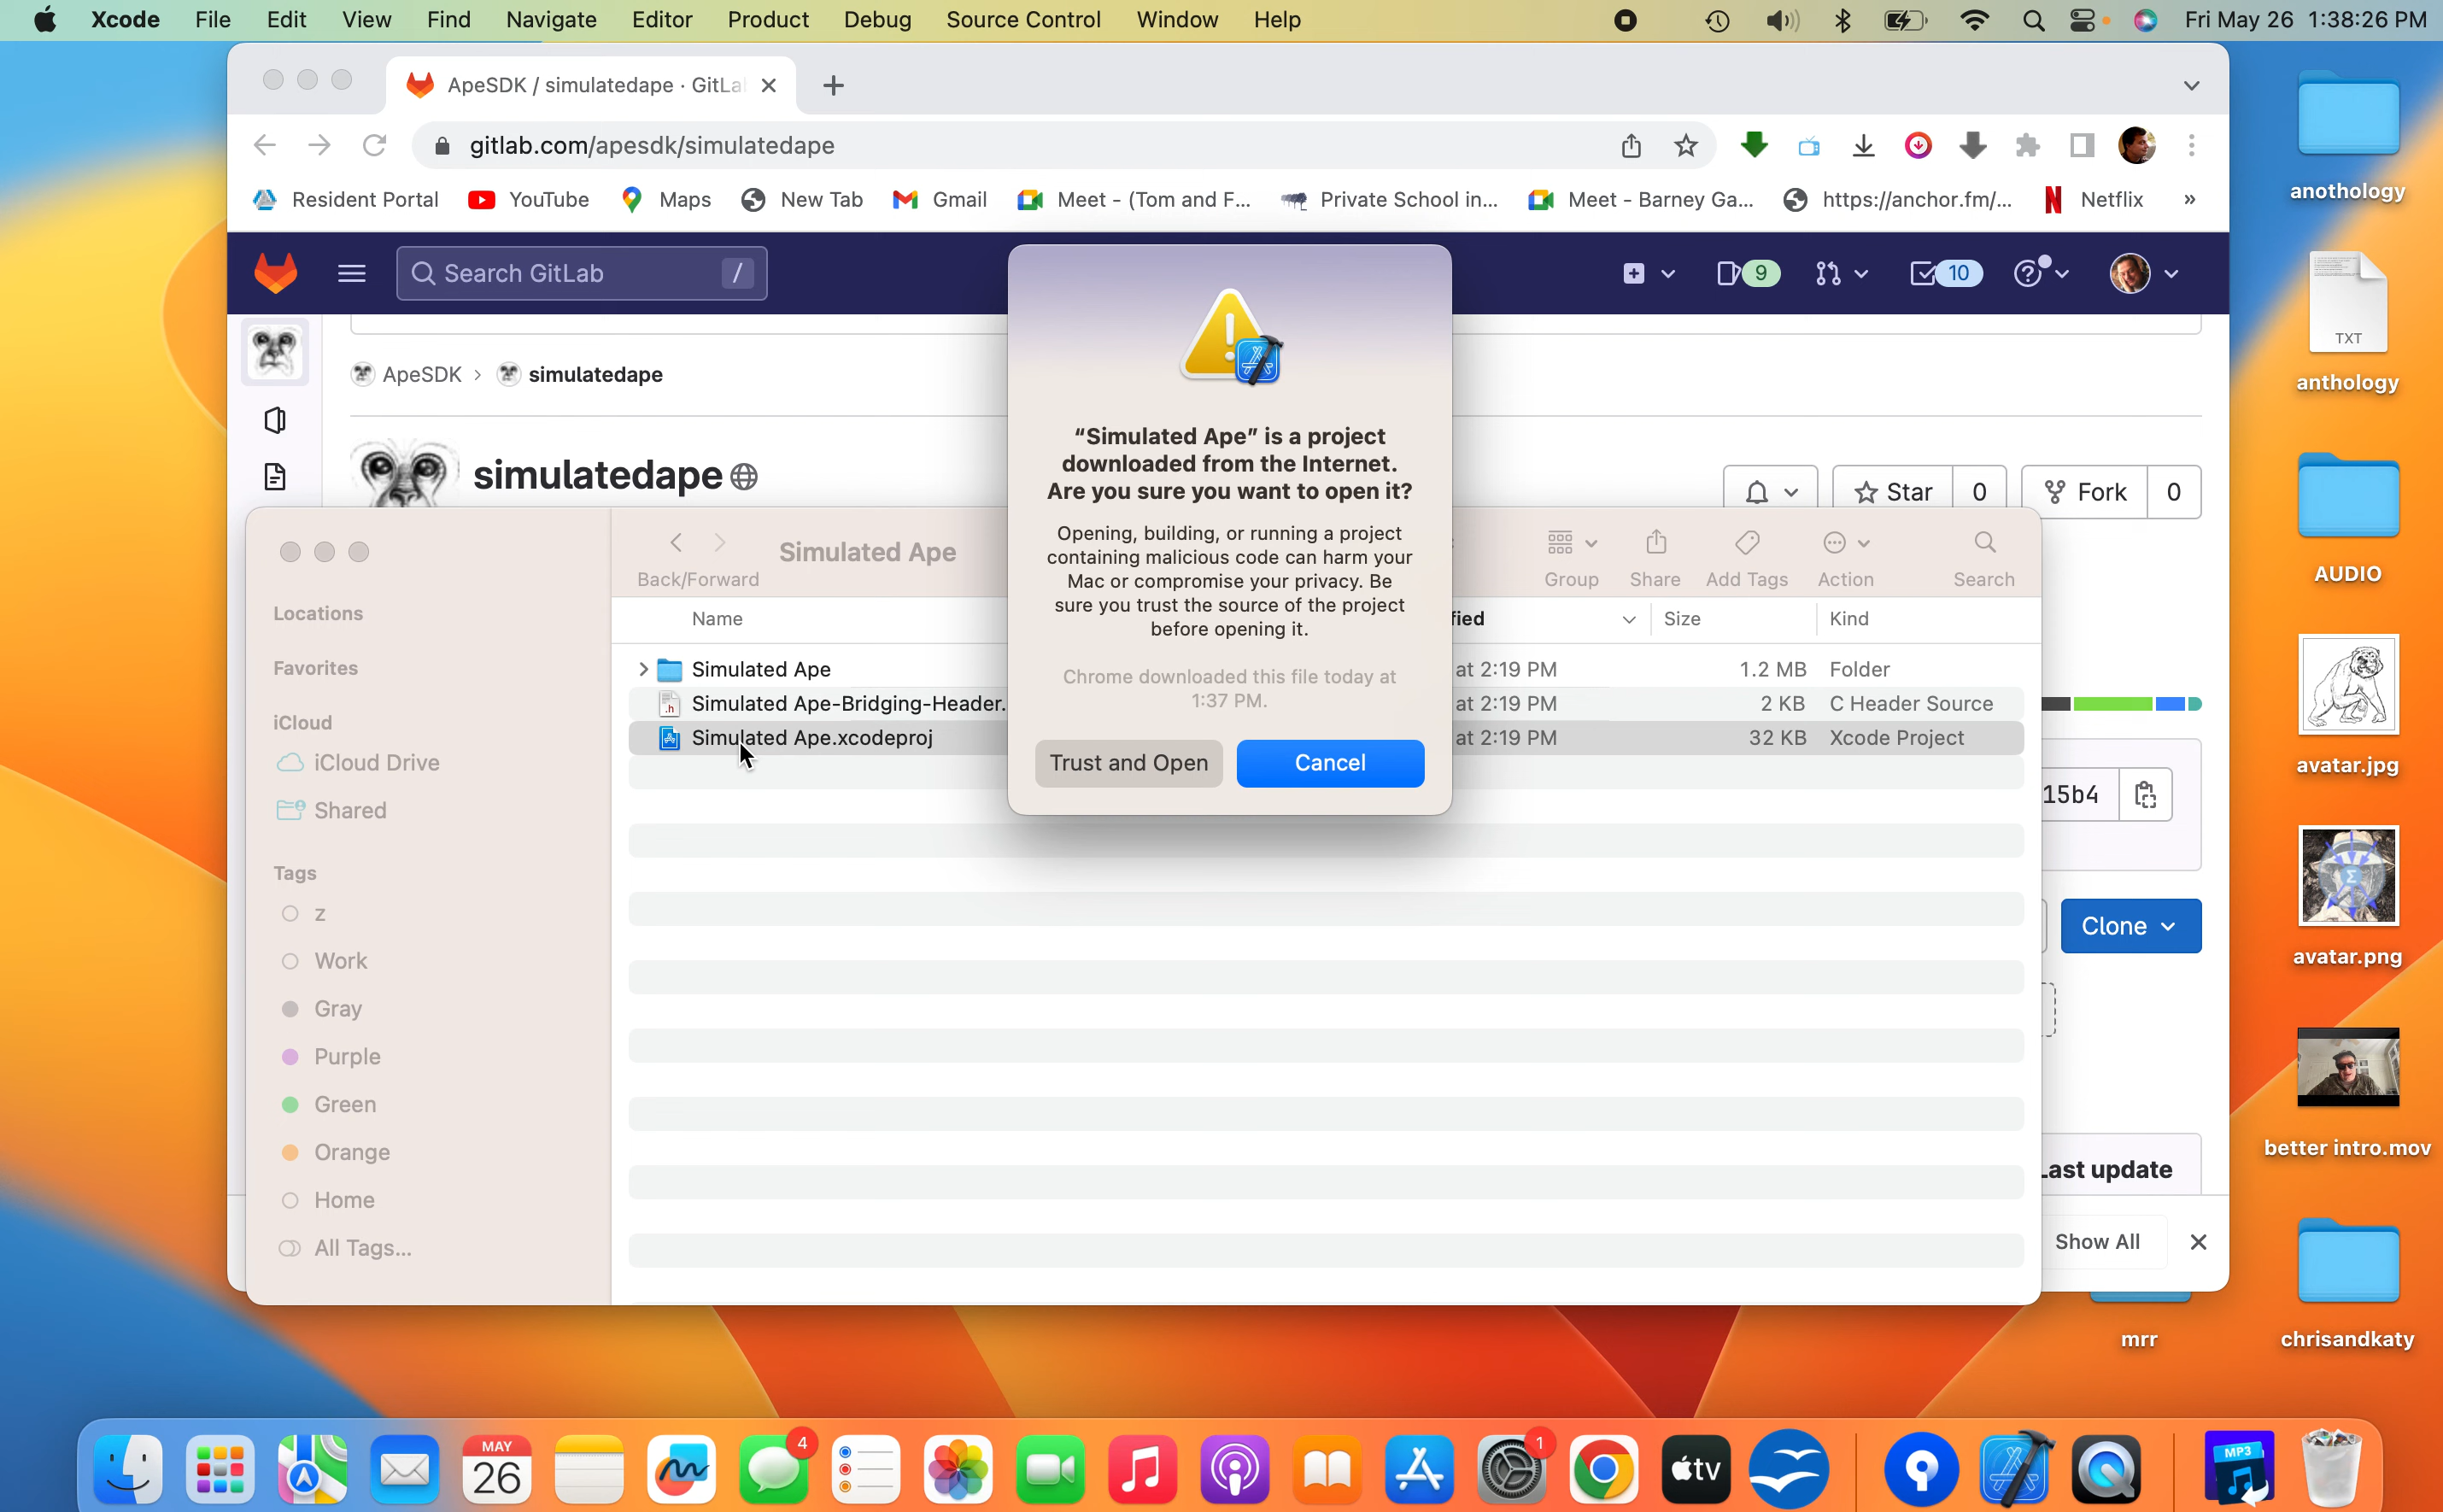 Xcode File Edit View Find Navigate Editor Product Debug Source Control Window Help Fri May 26 1:38:26 PM
ApeSDK / simulatedape · GitLa
gitlab.com/apesdk/simulatedape
Resident Portal YouTube Maps New Tab Gmail Meet - (Tom and F... Private School in... Meet - Barney Ga... https://anchor.fm/... Netflix »
Search GitLab / 9 10
ApeSDK › simulatedape
simulatedape
Star 0 Fork 0
“Simulated Ape” is a project
downloaded from the Internet.
Are you sure you want to open it?
Opening, building, or running a project
containing malicious code can harm your
Mac or compromise your privacy. Be
sure you trust the source of the project
before opening it.
Chrome downloaded this file today at
1:37 PM.
Trust and Open Cancel
Simulated Ape
Back/Forward Group Share Add Tags Action Search
Name fied Size Kind
Simulated Ape at 2:19 PM 1.2 MB Folder
Simulated Ape-Bridging-Header. at 2:19 PM 2 KB C Header Source
Simulated Ape.xcodeproj at 2:19 PM 32 KB Xcode Project
Locations
Favorites
iCloud
iCloud Drive
Shared
Tags
z
Work
Gray
Purple
Green
Orange
Home
All Tags...
15b4
Clone
Last update
Show All
anothology
TXT
anthology
AUDIO
avatar.jpg
avatar.png
better intro.mov
mrr
chrisandkaty
MAY
26
4
1
tv
MP3